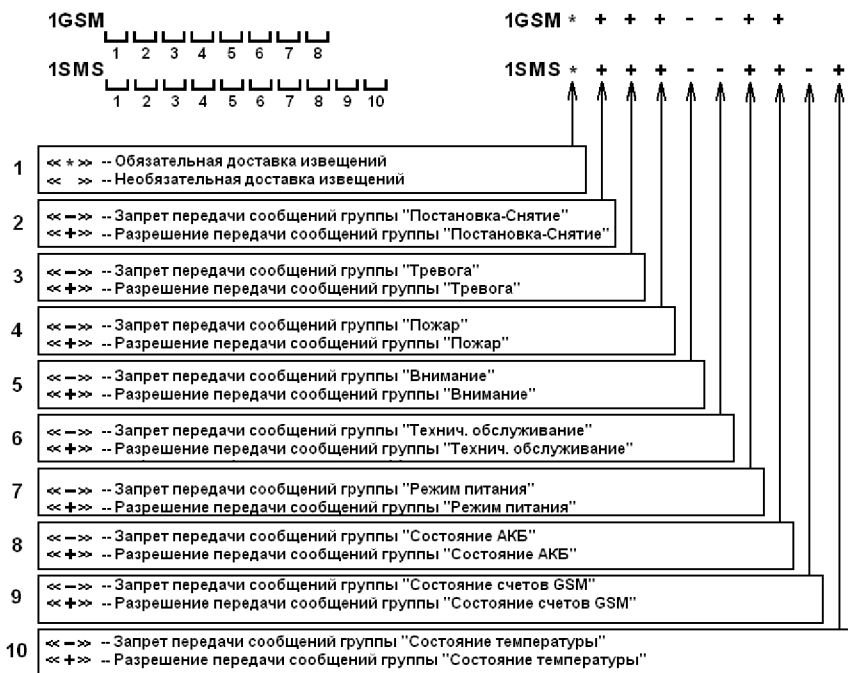 1GSM
1 2 3 4 5 6 7 8
1SMS
1 2 3 4 5 6 7 8 9 10
1GSM * + + + - - + +
1SMS * + + + - - + + - +
1 «*» -- Обязательная доставка извещений
« » -- Необязательная доставка извещений
2 «–» -- Запрет передачи сообщений группы "Постановка-Снятие"
«+» -- Разрешение передачи сообщений группы "Постановка-Снятие"
3 «–» -- Запрет передачи сообщений группы "Тревога"
«+» -- Разрешение передачи сообщений группы "Тревога"
4 «–» -- Запрет передачи сообщений группы "Пожар"
«+» -- Разрешение передачи сообщений группы "Пожар"
5 «–» -- Запрет передачи сообщений группы "Внимание"
«+» -- Разрешение передачи сообщений группы "Внимание"
6 «–» -- Запрет передачи сообщений группы "Технич. обслуживание"
«+» -- Разрешение передачи сообщений группы "Технич. обслуживание"
7 «–» -- Запрет передачи сообщений группы "Режим питания"
«+» -- Разрешение передачи сообщений группы "Режим питания"
8 «–» -- Запрет передачи сообщений группы "Состояние АКБ"
«+» -- Разрешение передачи сообщений группы "Состояние АКБ"
9 «–» -- Запрет передачи сообщений группы "Состояние счетов GSM"
«+» -- Разрешение передачи сообщений группы "Состояние счетов GSM"
10 «–» -- Запрет передачи сообщений группы "Состояние температуры"
«+» -- Разрешение передачи сообщений группы "Состояние температуры"